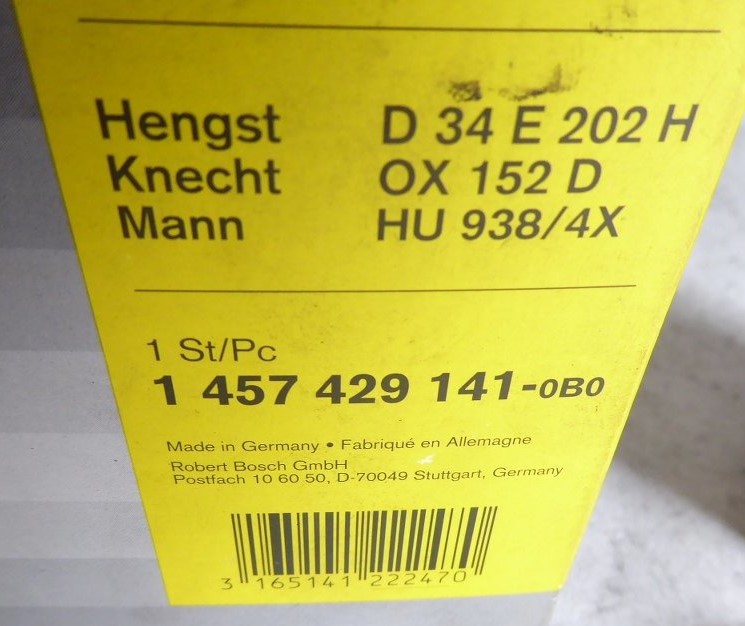 Hengst D 34 E 202 H
Knecht OX 152 D
Mann HU 938/4X
1 St/Pc
1 457 429 141-0B0
Made in Germany • Fabriqué en Allemagne
Robert Bosch GmbH
Postfach 10 60 50, D-70049 Stuttgart, Germany
3 165141 222470